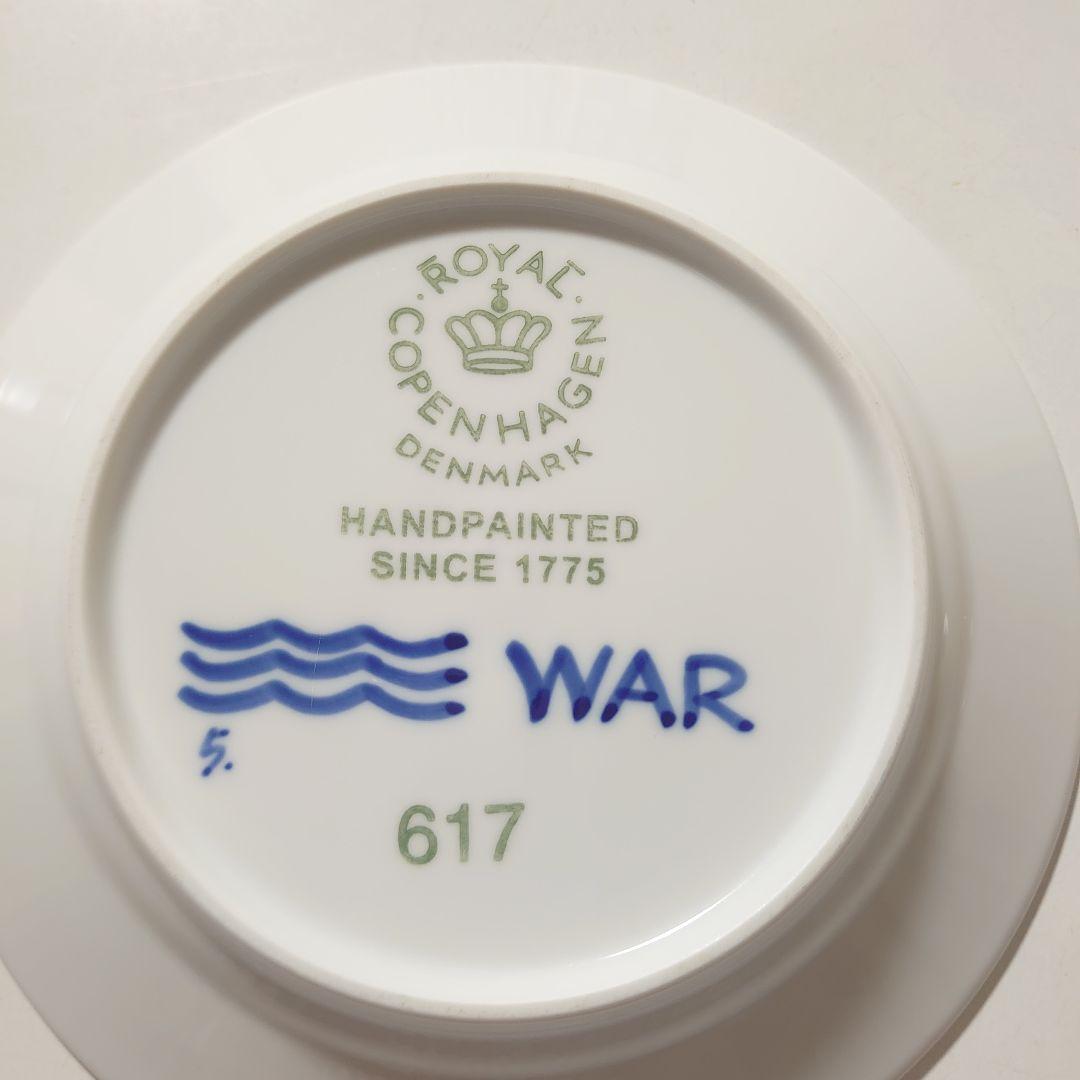 ROYAL
COPENHAGEN
DENMARK
HANDPAINTED
SINCE 1775
WAR.
5.
617